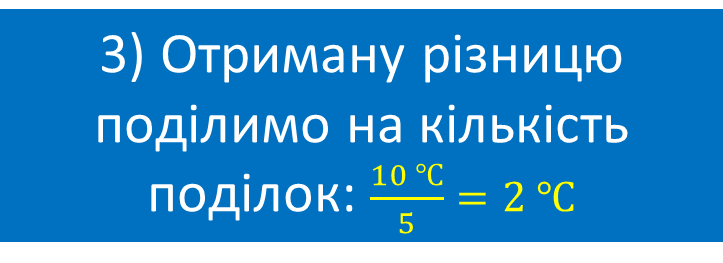 3) Отриману різницю
поділимо на кількість
поділок: 10 °C / 5 = 2 °C